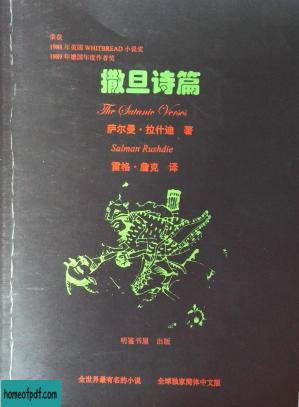 荣获
1988年英国WHITBREAD小说奖
1989年德国年度作者奖
撒旦诗篇
The Satanic Verses
萨尔曼·拉什迪 著
Salman Rushdie
雷格·詹克 译
明鉴书屋 出版
全世界最有名的小说 全球独家简体中文版
homeofpdf.com